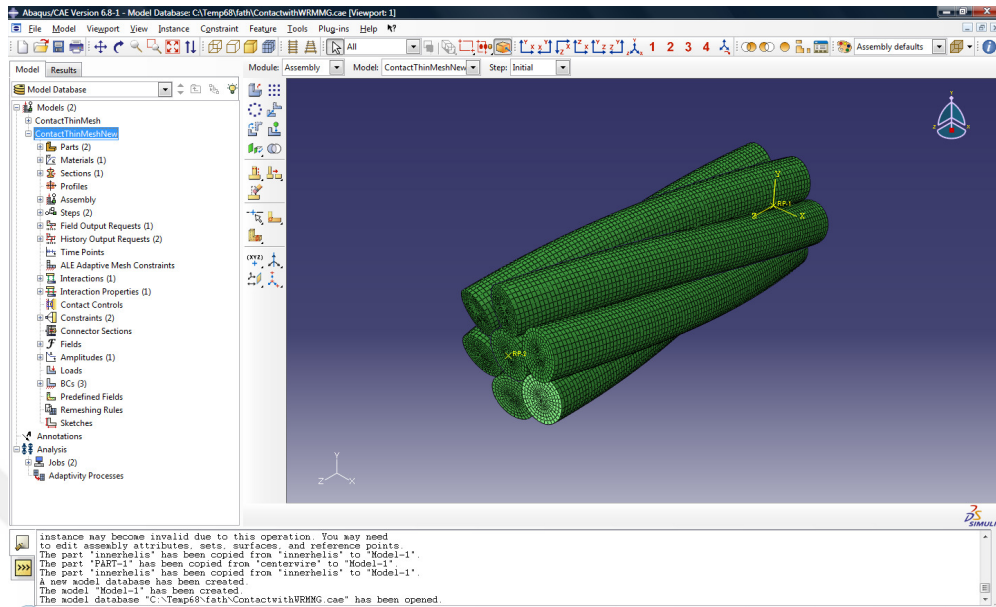 Abaqus/CAE Version 6.8-1 - Model Database: C:\Temp68\fath\ContactwithWRMMG.cae [Viewport: 1]
File Model Viewport View Instance Constraint Feature Tools Plug-ins Help
All
1 2 3 4
Assembly defaults
Model Results
Module: Assembly Model: ContactThinMeshNew Step: Initial
Model Database
Models (2)
ContactThinMesh
ContactThinMeshNew
Parts (2)
Materials (1)
Sections (1)
Profiles
Assembly
Steps (2)
Field Output Requests (1)
History Output Requests (2)
Time Points
ALE Adaptive Mesh Constraints
Interactions (1)
Interaction Properties (1)
Contact Controls
Constraints (2)
Connector Sections
Fields
Amplitudes (1)
Loads
BCs (3)
Predefined Fields
Remeshing Rules
Sketches
Annotations
Analysis
Jobs (2)
Adaptivity Processes
(XYZ)
Y
Z X
Y
RP-1
Z X
RP-2
Y
Z X
SIMULI
instance may become invalid due to this operation. You may need
to edit assembly attributes, sets, surfaces, and reference points.
The part "innerhelis" has been copied from "innerhelis" to "Model-1".
The part "PART-1" has been copied from "centerwire" to "Model-1".
The part "innerhelis" has been copied from "innerhelis" to "Model-1".
A new model database has been created.
The model "Model-1" has been created.
The model database "C:\Temp68\fath\ContactwithWRMMG.cae" has been opened.
>>>